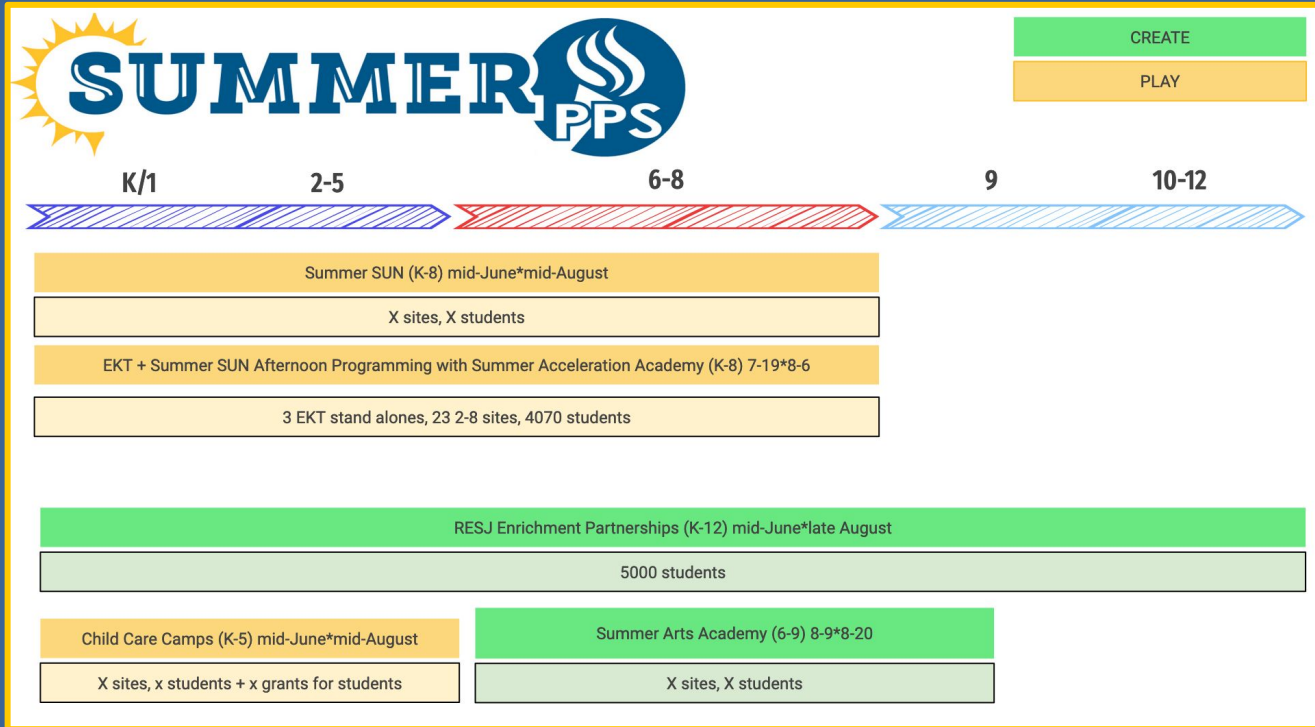 SUMMER PPS
CREATE
PLAY
K/1 2-5 6-8 9 10-12
Summer SUN (K-8) mid-June*mid-August
X sites, X students
EKT + Summer SUN Afternoon Programming with Summer Acceleration Academy (K-8) 7-19*8-6
3 EKT stand alones, 23 2-8 sites, 4070 students
RESJ Enrichment Partnerships (K-12) mid-June*late August
5000 students
Child Care Camps (K-5) mid-June*mid-August
X sites, x students + x grants for students
Summer Arts Academy (6-9) 8-9*8-20
X sites, X students